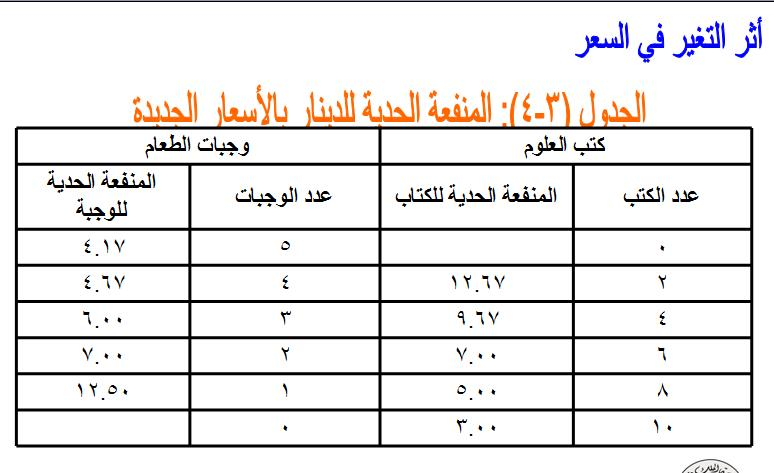 أثر التغير في السعر
الجدول (٣-٤): المنفعة الحدية للدينار بالأسعار الجديدة
كتب العلوم وجبات الطعام
عدد الكتب المنفعة الحدية للكتاب عدد الوجبات المنفعة الحدية للوجبة
٠ ٥ ٤.١٧
٢ ١٢.٦٧ ٤ ٤.٦٧
٤ ٩.٦٧ ٣ ٦.٠٠
٦ ٧.٠٠ ٢ ٧.٠٠
٨ ٥.٠٠ ١ ١٢.٥٠
١٠ ٣.٠٠ ٠